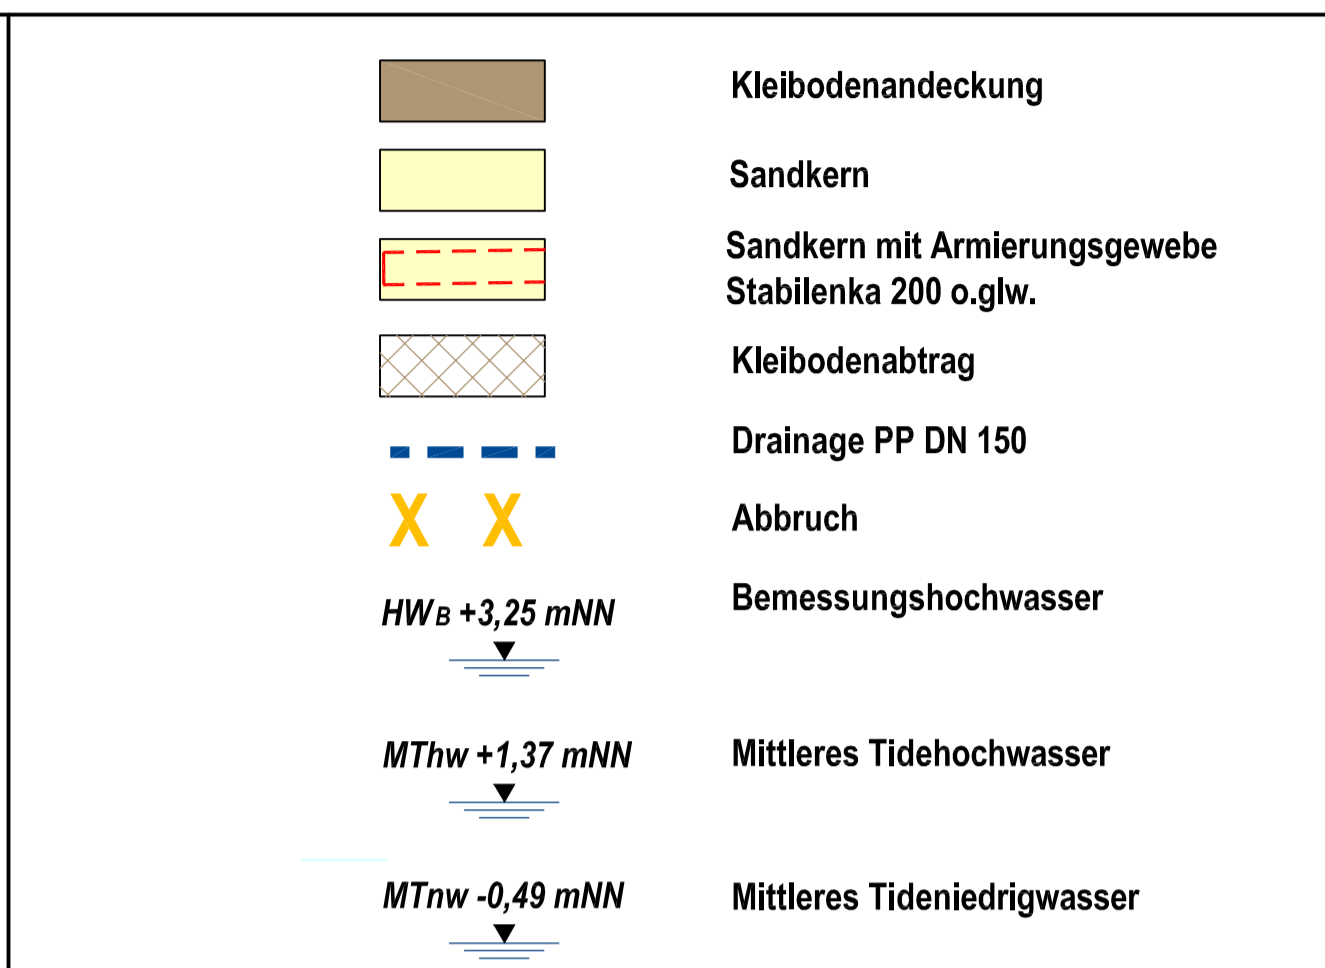 Kleibodenandeckung
Sandkern
Sandkern mit Armierungsgewebe
Stabilenka 200 o.glw.
Kleibodenabtrag
Drainage PP DN 150
X X Abbruch
HWB +3,25 mNN Bemessungshochwasser
MThw +1,37 mNN Mittleres Tidehochwasser
MTnw -0,49 mNN Mittleres Tideniedrigwasser